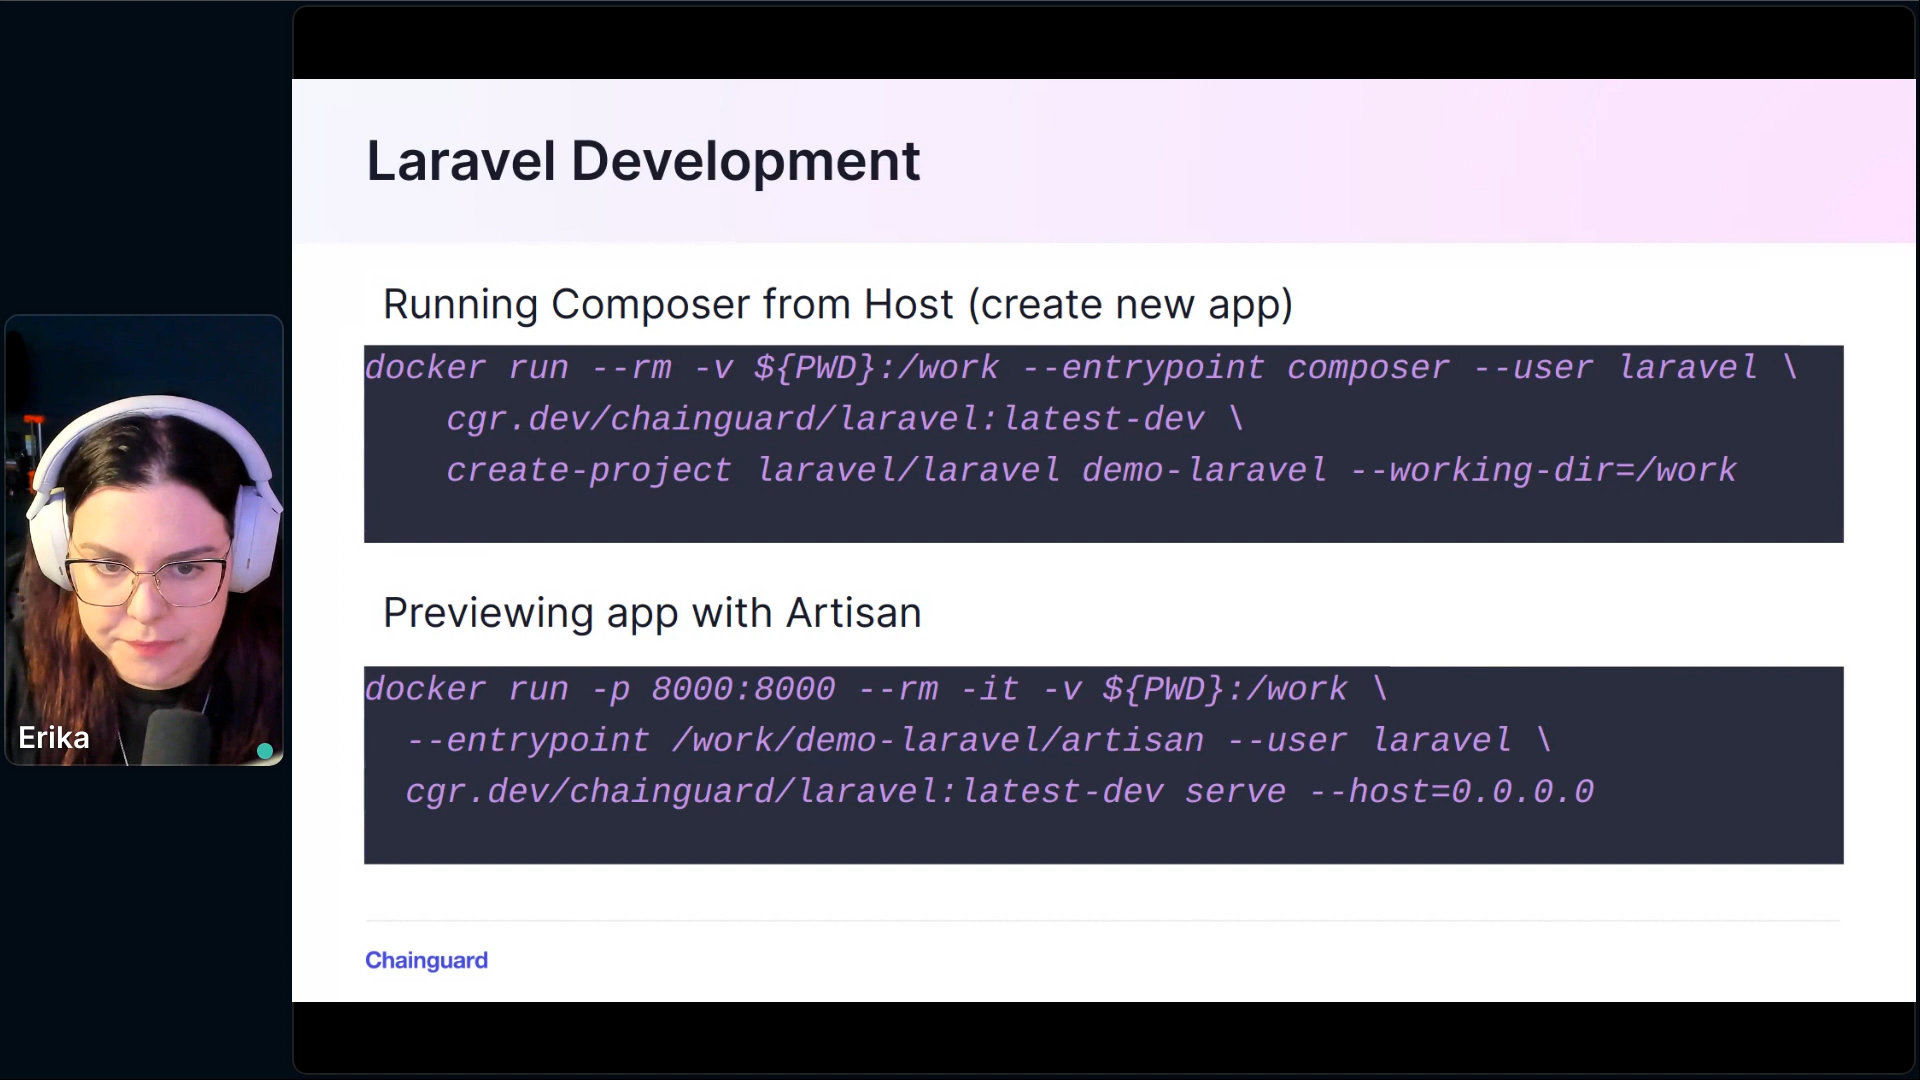 Laravel Development
Running Composer from Host (create new app)
docker run --rm -v ${PWD}:/work --entrypoint composer --user laravel \
cgr.dev/chainguard/laravel:latest-dev \
create-project laravel/laravel demo-laravel --working-dir=/work
Previewing app with Artisan
docker run -p 8000:8000 --rm -it -v ${PWD}:/work \
--entrypoint /work/demo-laravel/artisan --user laravel \
cgr.dev/chainguard/laravel:latest-dev serve --host=0.0.0.0
Chainguard
Erika